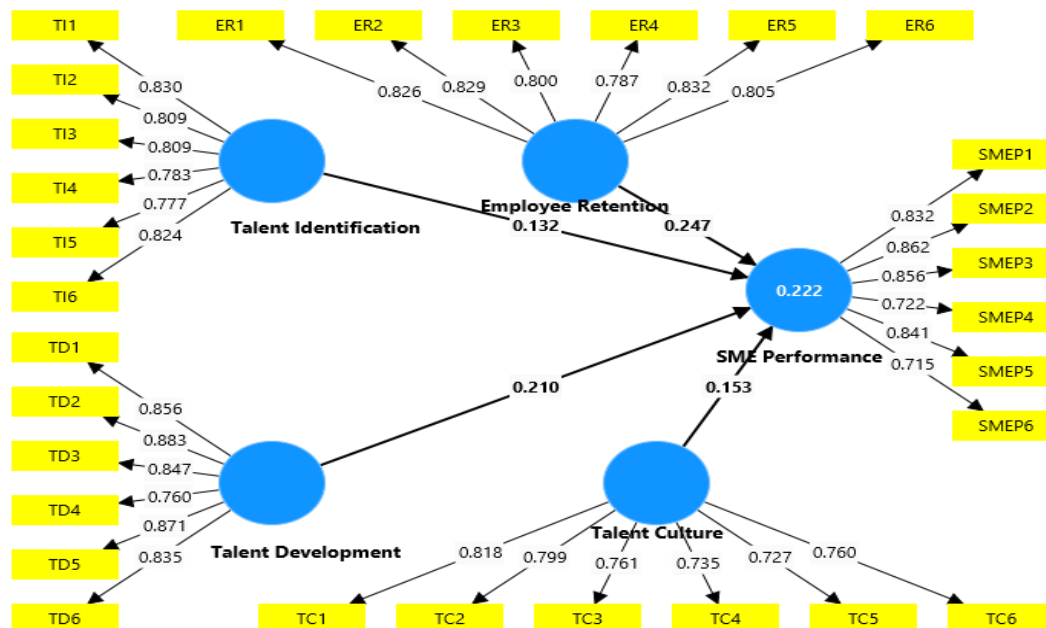 TI1
ER1
ER2
ER3
ER4
ER5
ER6
TI2
0.830
0.826
0.829
0.800
0.787
0.832
0.805
TI3
0.809
0.809
TI4
0.783
TI5
0.777
0.824
TI6
Talent Identification
Employee Retention
0.132
0.247
SMEP1
0.832
SMEP2
0.862
SMEP3
0.856
0.222
0.722
SMEP4
0.841
SMEP5
0.715
SMEP6
SME Performance
TD1
0.856
TD2
0.883
TD3
0.847
0.760
TD4
0.871
TD5
0.835
TD6
Talent Development
0.210
0.153
Talent Culture
0.818
0.799
0.761
0.735
0.727
0.760
TC1
TC2
TC3
TC4
TC5
TC6